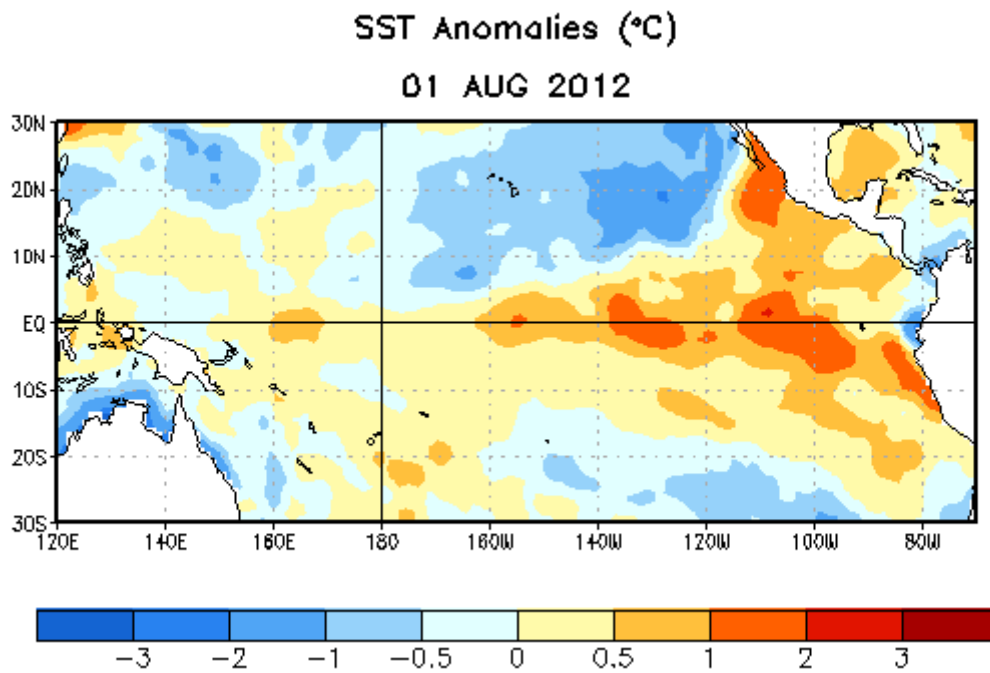 SST Anomalies (°C)
01 AUG 2012
30N
20N
10N
EQ
10S
20S
30S
120E 140E 160E 180 160W 140W 120W 100W 80W
-3 -2 -1 -0.5 0 0.5 1 2 3